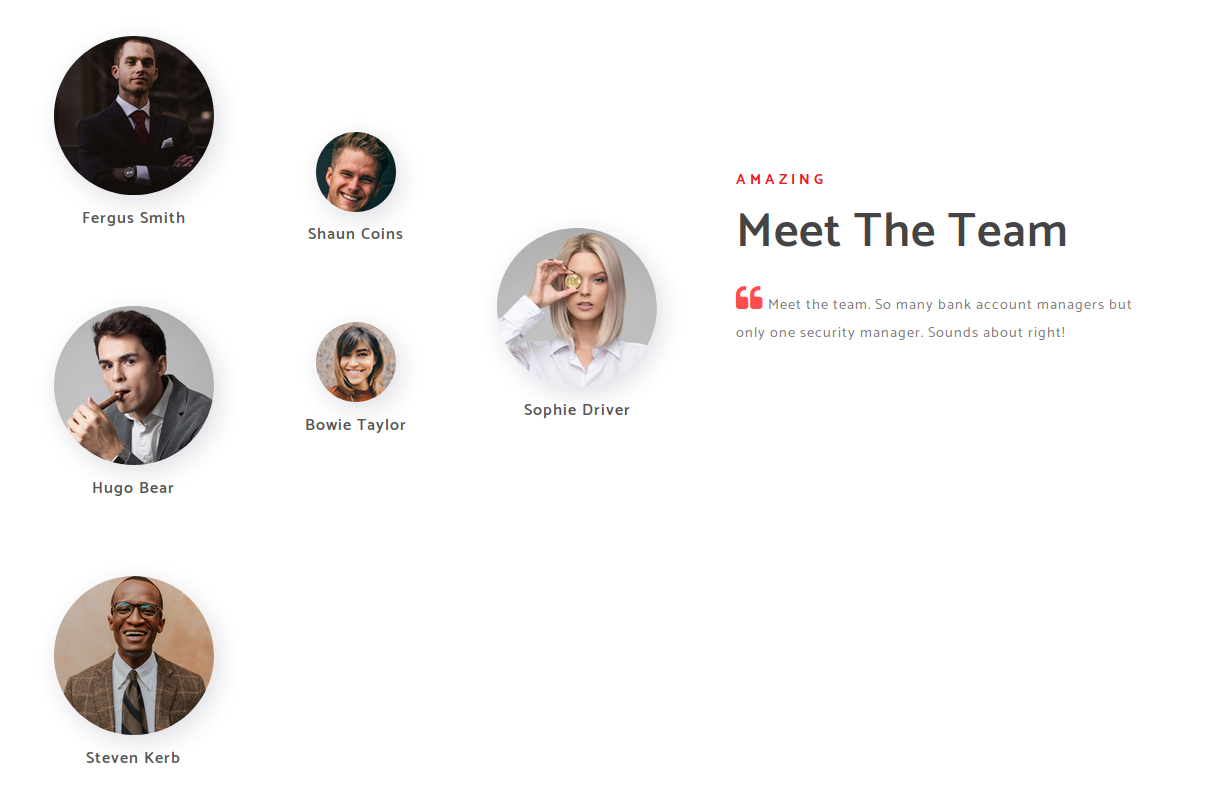 Fergus Smith
Shaun Coins
Sophie Driver
Hugo Bear
Bowie Taylor
Steven Kerb
AMAZING
Meet The Team
Meet the team. So many bank account managers but
only one security manager. Sounds about right!